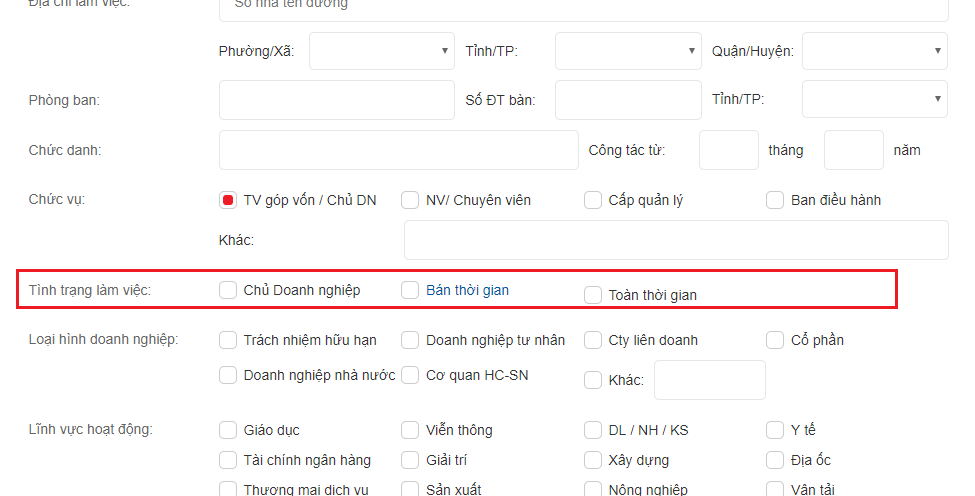 Địa chỉ làm việc: Số nhà tên đường
Phường/Xã: Tỉnh/TP: Quận/Huyện:
Phòng ban: Số ĐT bàn: Tỉnh/TP:
Chức danh: Công tác từ: tháng năm
Chức vụ: TV góp vốn / Chủ DN NV/ Chuyên viên Cấp quản lý Ban điều hành
Khác:
Tình trạng làm việc: Chủ Doanh nghiệp Bán thời gian Toàn thời gian
Loại hình doanh nghiệp: Trách nhiệm hữu hạn Doanh nghiệp tư nhân Cty liên doanh Cổ phần
Doanh nghiệp nhà nước Cơ quan HC-SN Khác:
Lĩnh vực hoạt động: Giáo dục Viễn thông DL / NH / KS Y tế
Tài chính ngân hàng Giải trí Xây dựng Địa ốc
Thương mại dịch vụ Sản xuất Nông nghiệp Vận tải